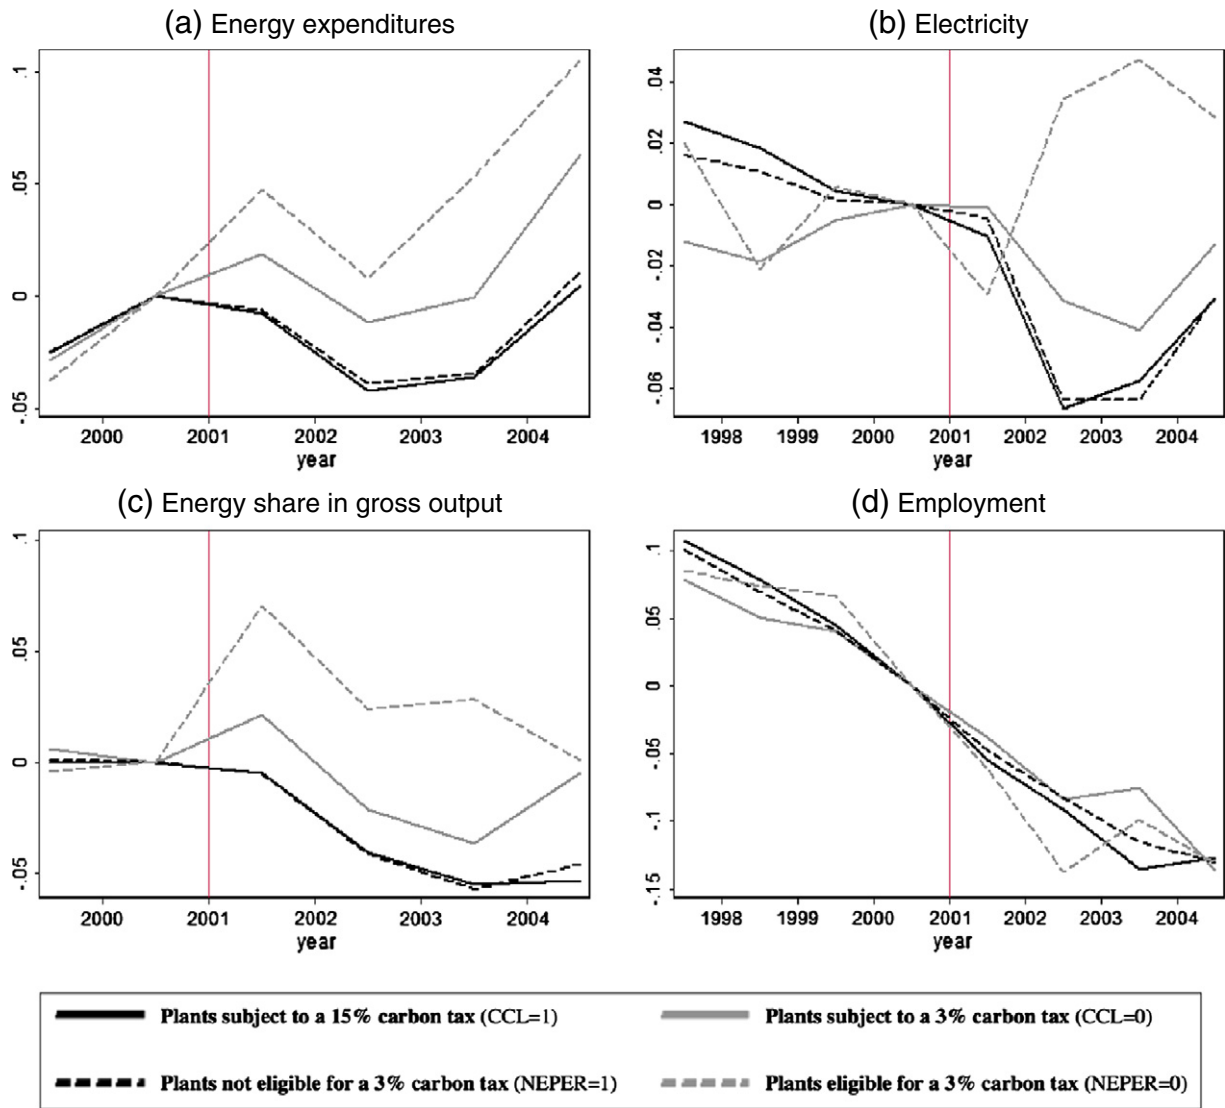 (a) Energy expenditures
(b) Electricity
.1
.05
0
-.05
2000 2001 2002 2003 2004
year
.04
.02
0
-.02
-.04
-.06
1998 1999 2000 2001 2002 2003 2004
year
(c) Energy share in gross output
(d) Employment
.1
.05
0
-.05
2000 2001 2002 2003 2004
year
.1
.05
0
-.05
-.1
-.15
1998 1999 2000 2001 2002 2003 2004
year
Plants subject to a 15% carbon tax (CCL=1)
Plants subject to a 3% carbon tax (CCL=0)
Plants not eligible for a 3% carbon tax (NEPER=1)
Plants eligible for a 3% carbon tax (NEPER=0)